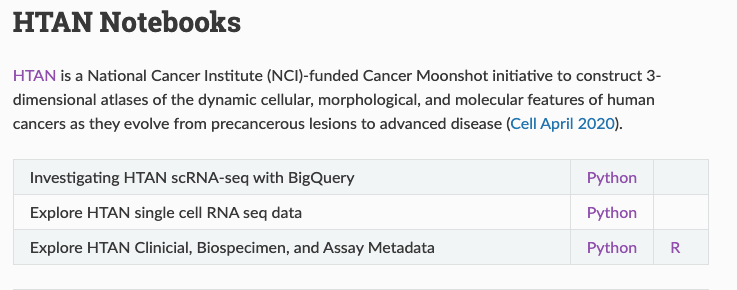 HTAN Notebooks
HTAN is a National Cancer Institute (NCI)-funded Cancer Moonshot initiative to construct 3-
dimensional atlases of the dynamic cellular, morphological, and molecular features of human
cancers as they evolve from precancerous lesions to advanced disease (Cell April 2020).
Investigating HTAN scRNA-seq with BigQuery Python
Explore HTAN single cell RNA seq data Python
Explore HTAN Clinicial, Biospecimen, and Assay Metadata Python R